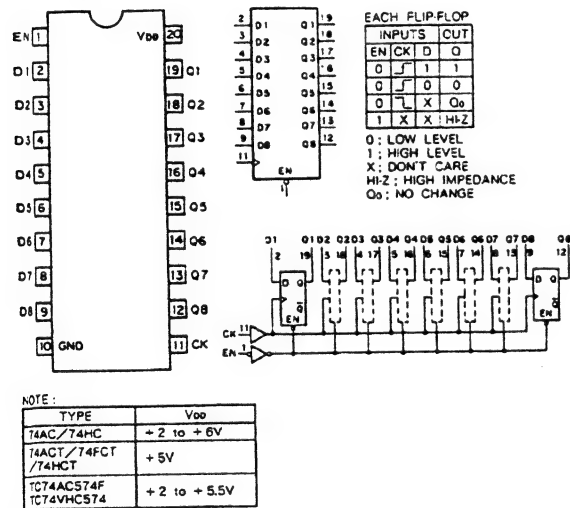 EN 1
VDD 20
D1 2
19 Q1
D2 3
18 Q2
D3 4
17 Q3
D4 5
16 Q4
D5 6
15 Q5
D6 7
14 Q6
D7 8
13 Q7
D8 9
12 Q8
10 GND
11 CK
2 D1 Q1 19
3 D2 Q2 18
4 D3 Q3 17
5 D4 Q4 16
6 D5 Q5 15
7 D6 Q6 14
8 D7 Q7 13
9 D8 Q8 12
11
EN
1
EACH FLIP-FLOP
INPUTS OUT
EN CK D Q
0 1 1
0 0 0
0 X Qo
1 X X HI-Z
0 ; LOW LEVEL
1 ; HIGH LEVEL
X ; DON'T CARE
HI-Z ; HIGH IMPEDANCE
Qo ; NO CHANGE
D1 Q1 D2 Q2 D3 Q3 D4 Q4 D5 Q5 D6 Q6 D7 Q7 D8 Q8
2 19 3 18 4 17 5 16 6 15 7 14 8 13 9 12
D Q D Q
Q Q
EN EN
CK 11
EN 1
NOTE :
TYPE VDD
74AC/74HC +2 to +6V
74ACT/74FCT
/74HCT +5V
TC74AC574F
TC74VHC574 +2 to +5.5V